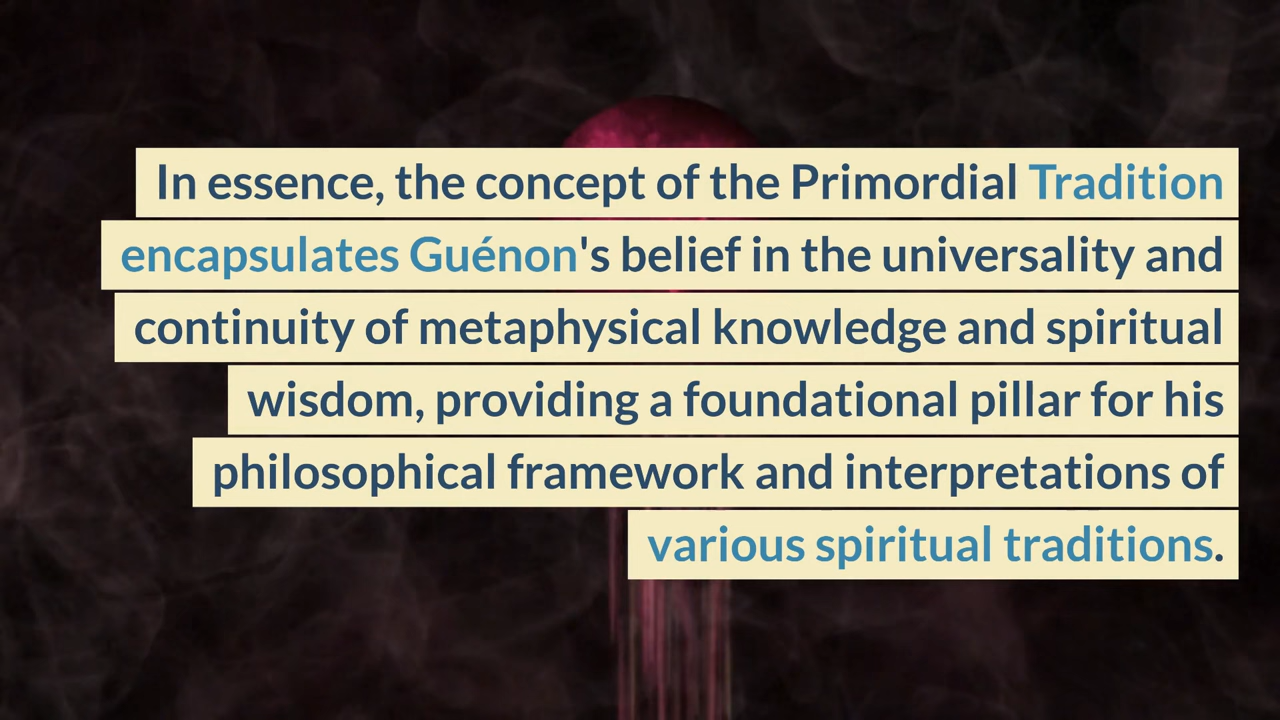 In essence, the concept of the Primordial Tradition
encapsulates Guénon's belief in the universality and
continuity of metaphysical knowledge and spiritual
wisdom, providing a foundational pillar for his
philosophical framework and interpretations of
various spiritual traditions.